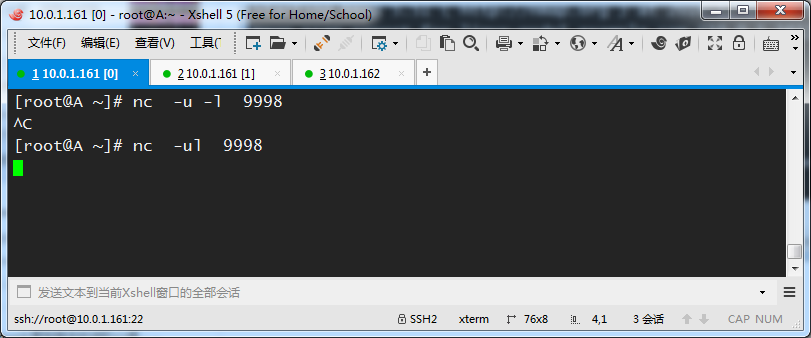 10.0.1.161 [0] - root@A:~ - Xshell 5 (Free for Home/School)
文件(F) 编辑(E) 查看(V) 工具(
1 10.0.1.161 [0] 2 10.0.1.161 [1] 3 10.0.1.162
[root@A ~]# nc  -u -l  9998
^C
[root@A ~]# nc  -ul  9998
发送文本到当前Xshell窗口的全部会话
ssh://root@10.0.1.161:22 SSH2 xterm 76x8 4,1 3 会话 CAP NUM